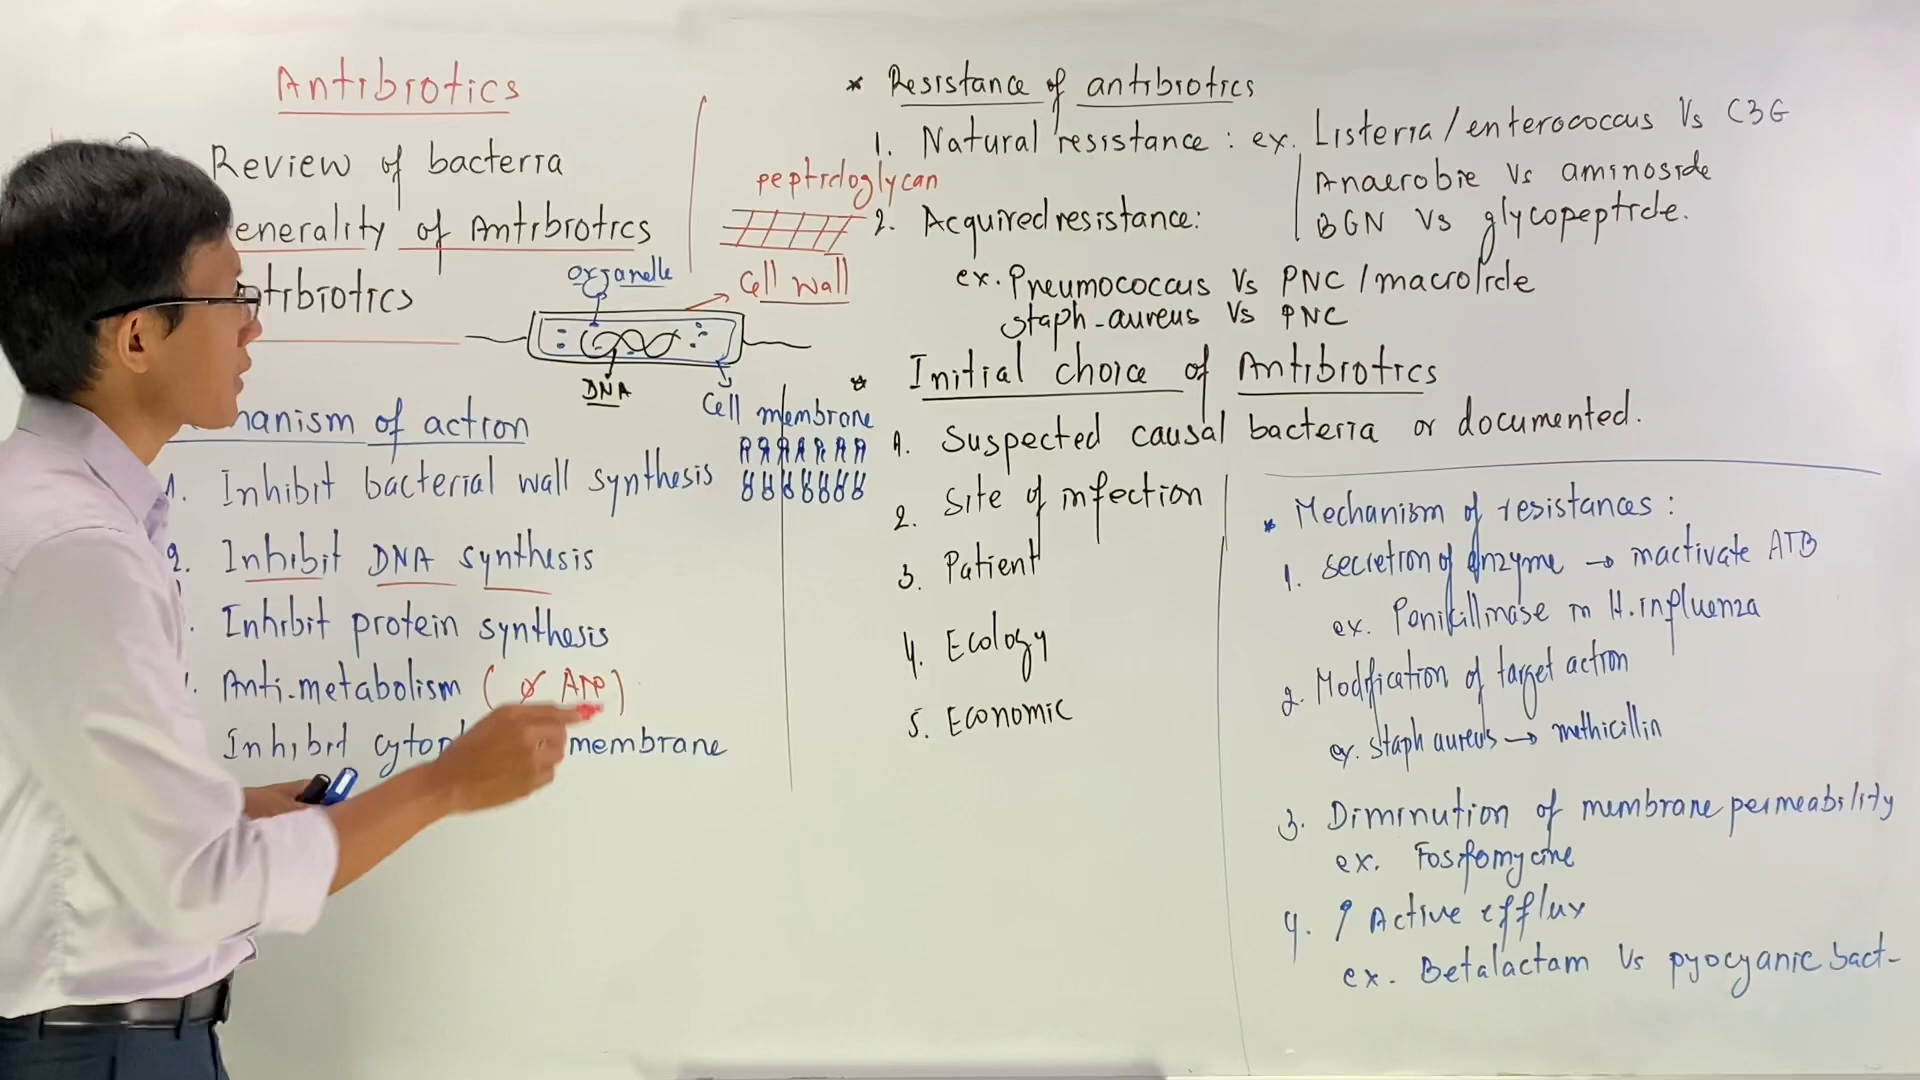 Antibiotics
Review of bacteria
enerality of Antibiotics
ntibiotics
organelle
DNA
peptidoglycan
Cell wall
Cell membrane
hanism of action
1. Inhibit bacterial wall synthesis
2. Inhibit DNA synthesis
Inhibit protein synthesis
Anti-metabolism ( ATP)
Inhibit membrane
* Resistance of antibiotics
1. Natural resistance : ex. Listeria/enterococcus Vs C3G
Anaerobie Vs aminoside
BGN Vs glycopeptide.
2. Acquired resistance:
ex. Pneumococcus Vs PNC/macrolide
Staph-aureus Vs PNC
* Initial choice of Antibiotics
1. Suspected causal bacteria or documented.
2. Site of infection
3. Patient
4. Ecology
5. Economic
* Mechanism of resistances :
1. Secretion of Enzyme → inactivate ATB
ex. Penikillinase in H.influenza
2. Modification of target action
ex. Staph aureus → methicillin
3. Diminution of membrane permeability
ex. Fosfomycine
4. ↑ Active efflux
ex. Betalactam Vs pyocyanic bact-